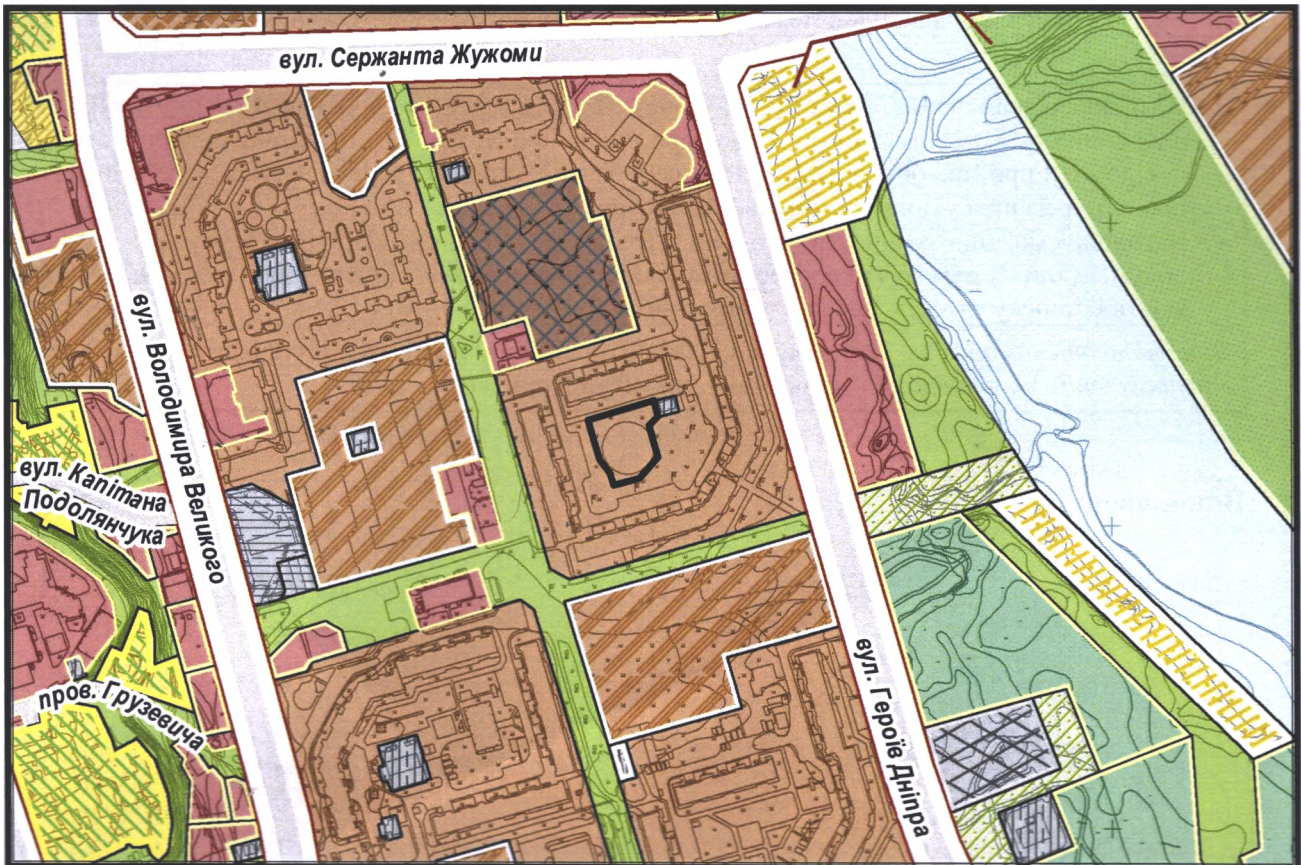 вул. Сержанта Жужоми
вул. Володимира Великого
вул. Капітана
Подолянчука
пров. Грузевича
вул. Героїв Дніпра